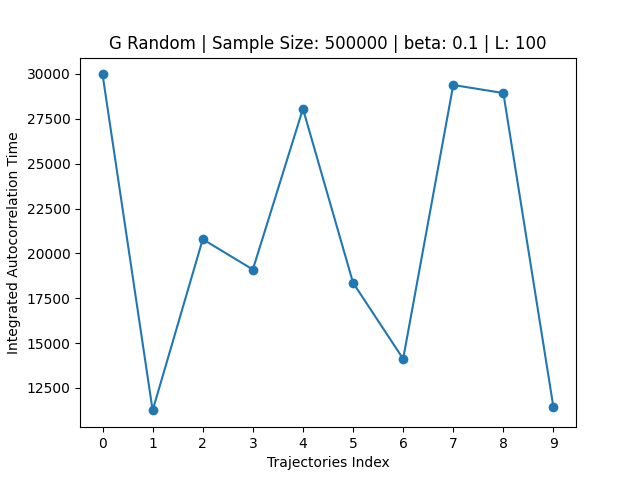 G Random | Sample Size: 500000 | beta: 0.1 | L: 100
30000
27500
25000
22500
20000
17500
15000
12500
Integrated Autocorrelation Time
0 1 2 3 4 5 6 7 8 9
Trajectories Index